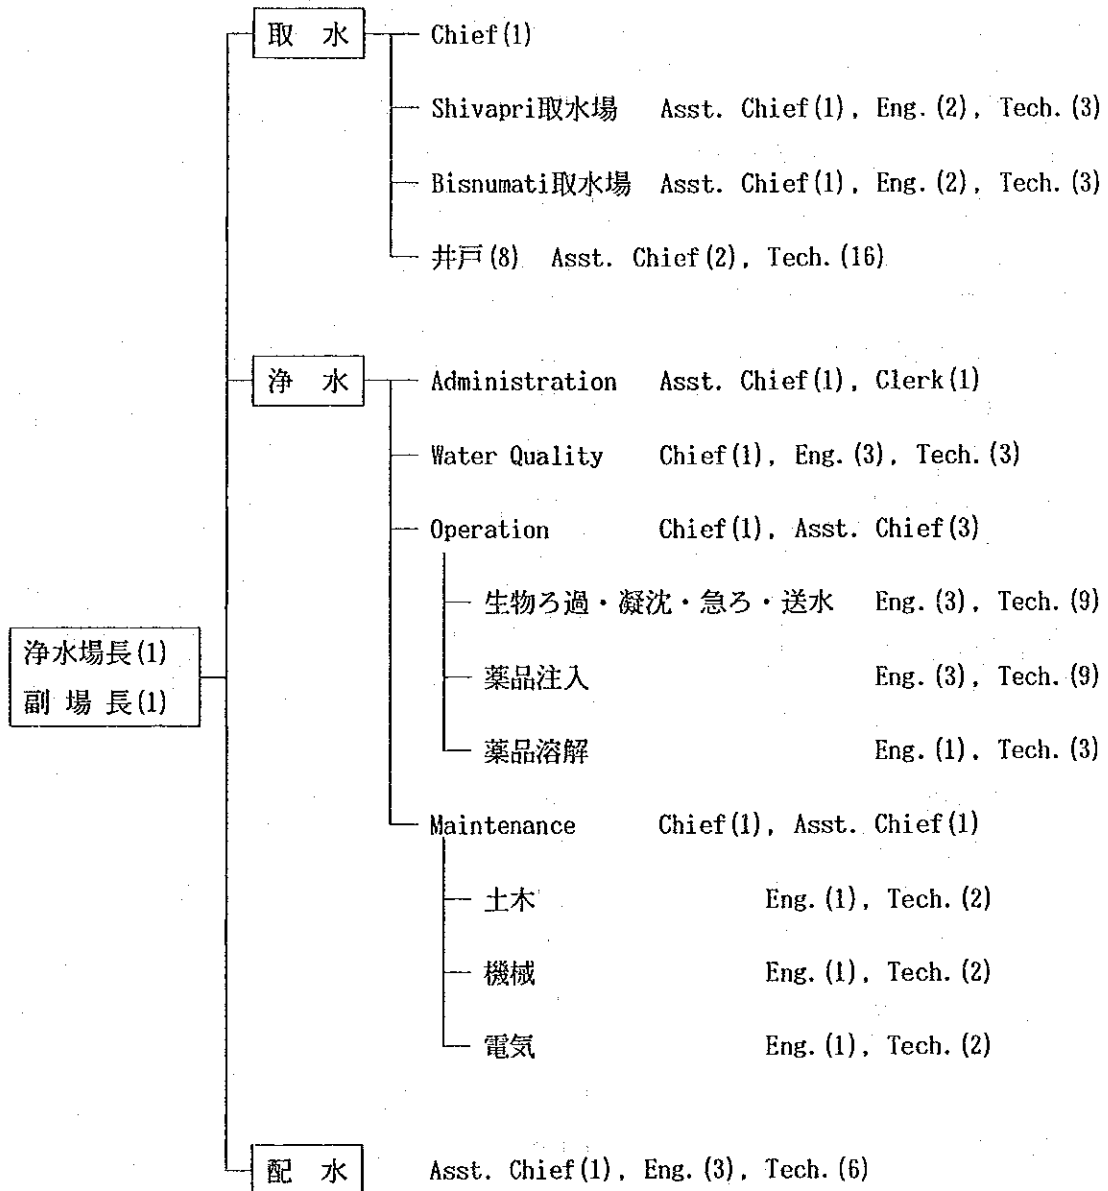 取 水 Chief(1)
Shivapri取水場 Asst. Chief(1), Eng.(2), Tech.(3)
Bisnumati取水場 Asst. Chief(1), Eng.(2), Tech.(3)
井戸(8) Asst. Chief(2), Tech.(16)
浄 水 Administration Asst. Chief(1), Clerk(1)
Water Quality Chief(1), Eng.(3), Tech.(3)
Operation Chief(1), Asst. Chief(3)
生物ろ過・凝沈・急ろ・送水 Eng.(3), Tech.(9)
浄水場長(1)
副 場 長(1)
薬品注入 Eng.(3), Tech.(9)
薬品溶解 Eng.(1), Tech.(3)
Maintenance Chief(1), Asst. Chief(1)
土木 Eng.(1), Tech.(2)
機械 Eng.(1), Tech.(2)
電気 Eng.(1), Tech.(2)
配 水 Asst. Chief(1), Eng.(3), Tech.(6)